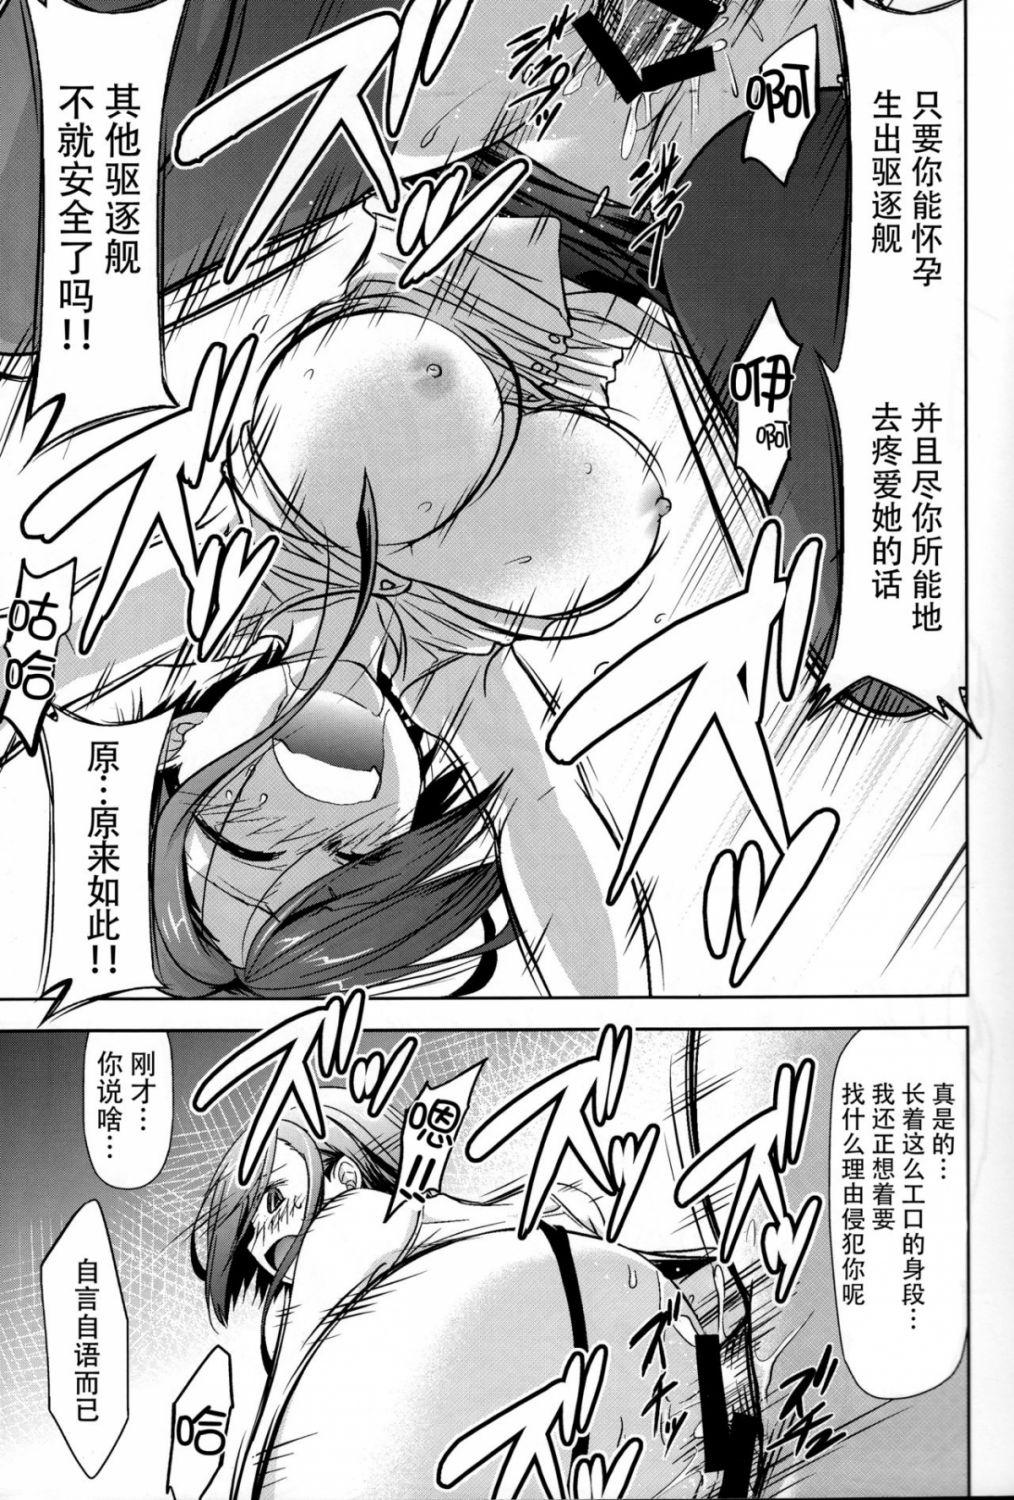 只要你能怀孕
生出驱逐舰
并且尽你所能地
去疼爱她的话
啊
咿
啊
其他驱逐舰
不就安全了吗!!
咕
哈
原…原来如此!!
真是的…
长着这么工口的身段…
我还正想着要
找什么理由侵犯你呢
嗯!!
刚才…
你说啥…
自言自语而已
哈